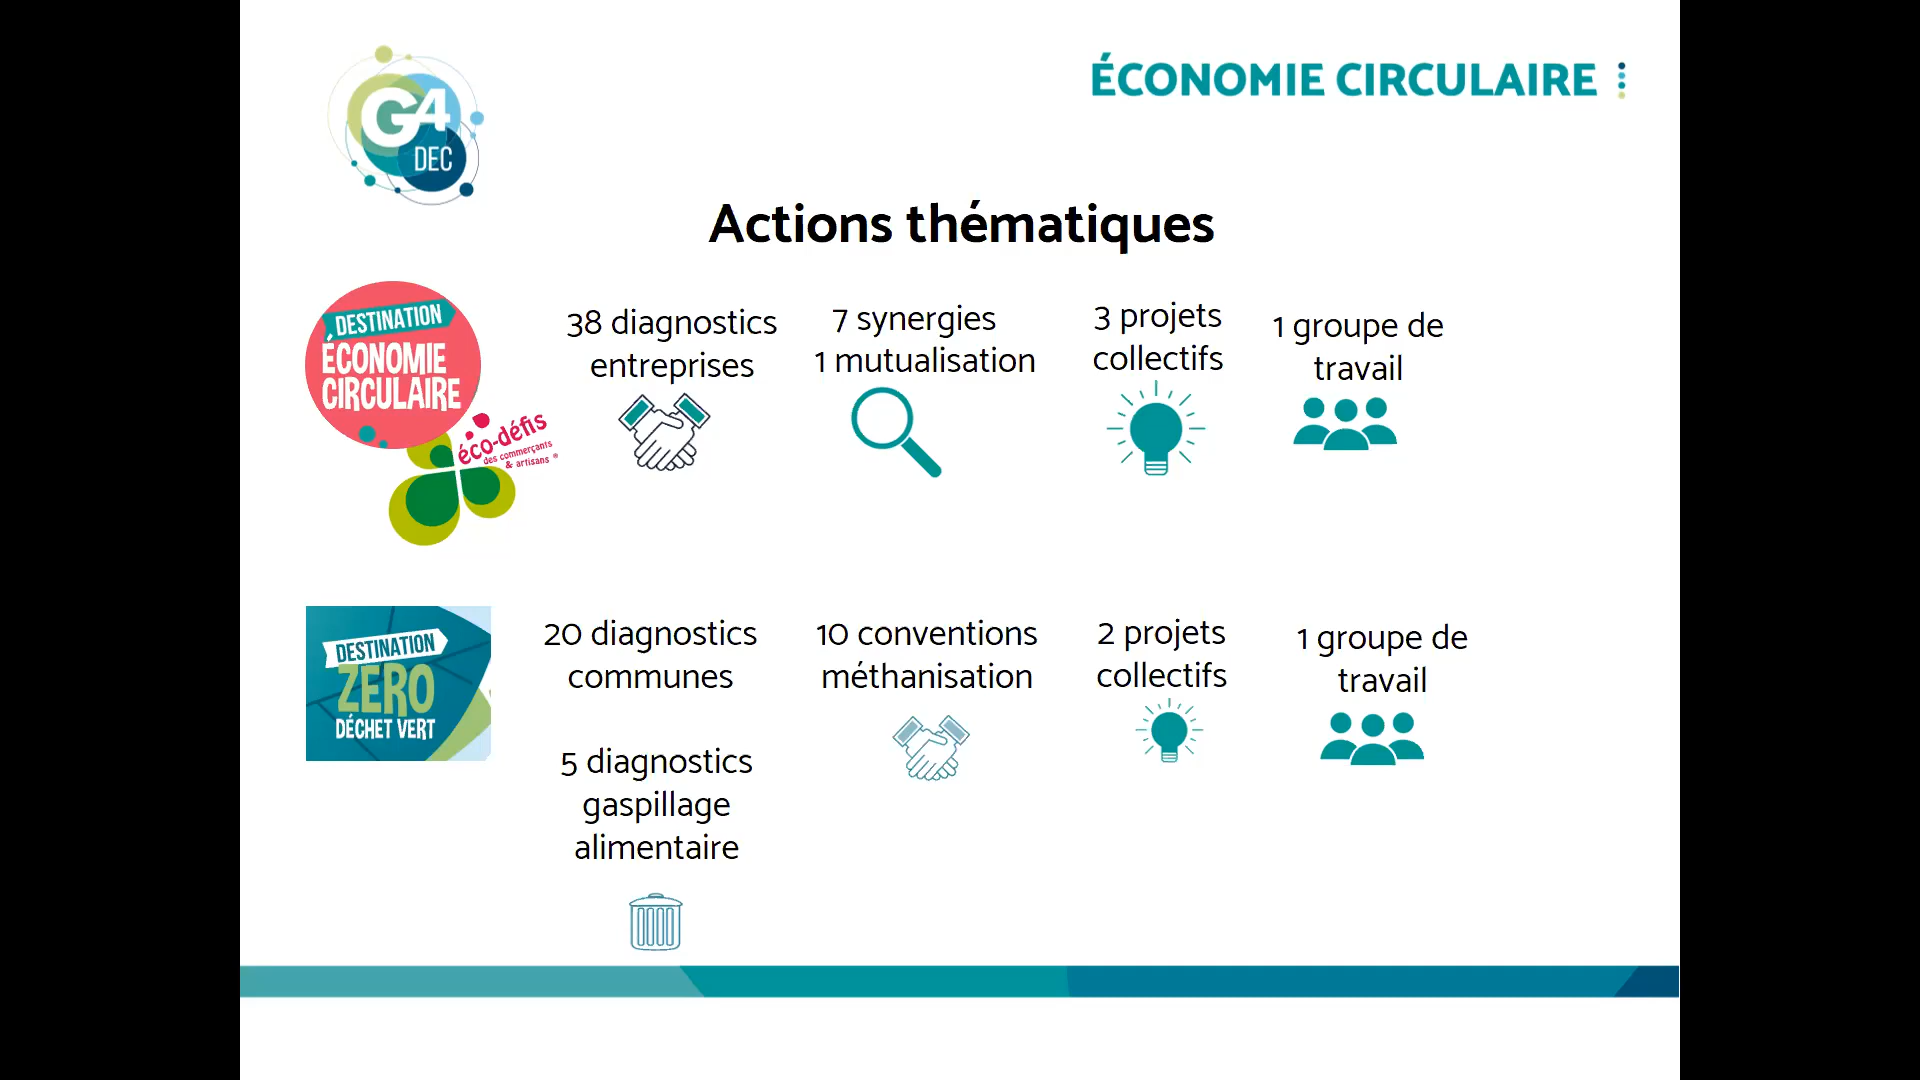 G4
DEC
ÉCONOMIE CIRCULAIRE
Actions thématiques
DESTINATION
ÉCONOMIE
CIRCULAIRE
éco-défis
des commerçants
& artisans ®
38 diagnostics
entreprises
7 synergies
1 mutualisation
3 projets
collectifs
1 groupe de
travail
DESTINATION
ZERO
DÉCHET VERT
20 diagnostics
communes
10 conventions
méthanisation
2 projets
collectifs
1 groupe de
travail
5 diagnostics
gaspillage
alimentaire